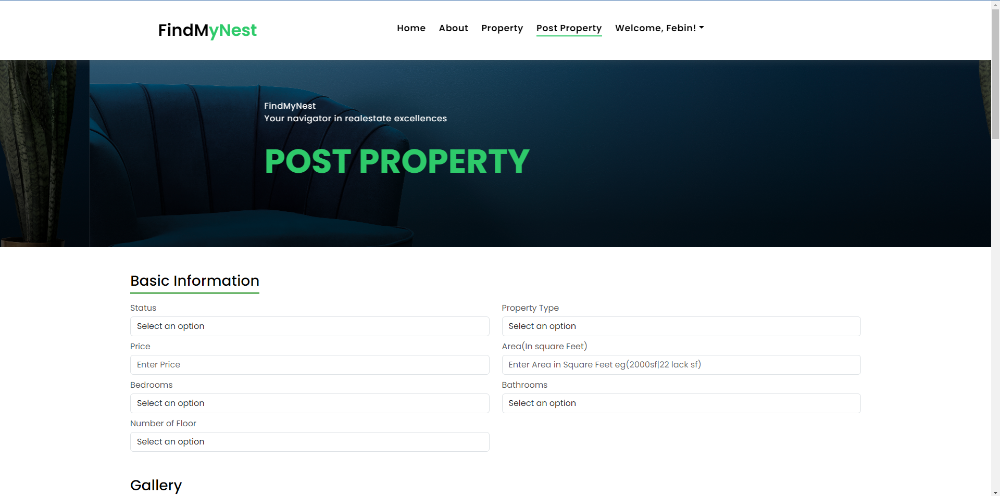 FindMyNest
Home About Property Post Property Welcome, Febin!
FindMyNest
Your navigator in realestate excellences
POST PROPERTY
Basic Information
Status Property Type
Select an option Select an option
Price Area(In square Feet)
Enter Price Enter Area in Square Feet eg(2000sf|22 lack sf)
Bedrooms Bathrooms
Select an option Select an option
Number of Floor
Select an option
Gallery